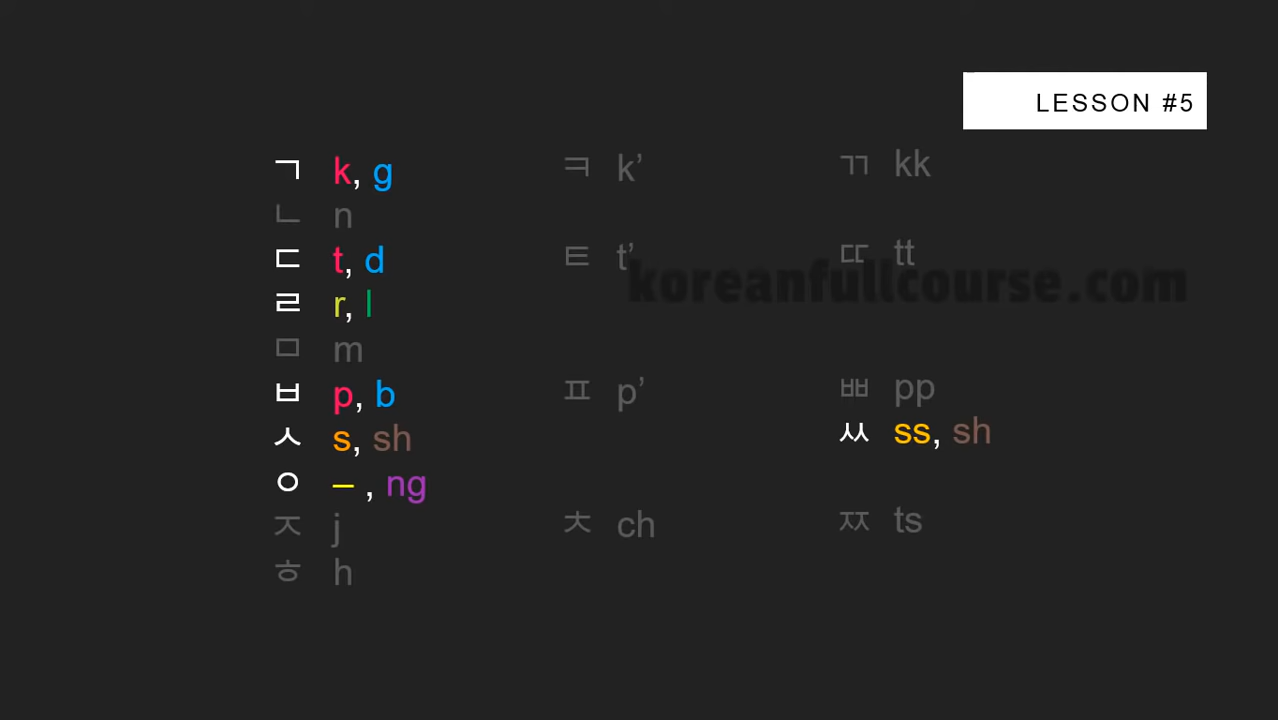 LESSON #5
ㄱ k, g ㅋ k’ ㄲ kk
ㄴ n
ㄷ t, d ㅌ t’ ㄸ tt
koreanfullcourse.com
ㄹ r, l
ㅁ m
ㅂ p, b ㅍ p’ ㅃ pp
ㅅ s, sh ㅆ ss, sh
ㅇ – , ng
ㅈ j ㅊ ch ㅉ ts
ㅎ h